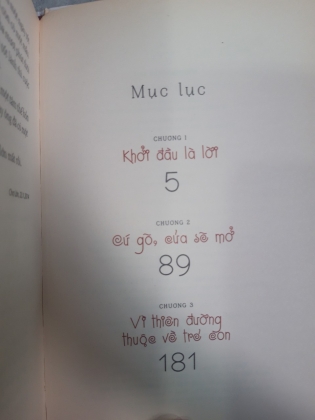 Mục lục
CHƯƠNG 1
Khởi đầu là lời
5
CHƯƠNG 2
Cứ gõ, cửa sẽ mở
89
CHƯƠNG 3
Vì thiên đường
thuộc về trẻ con
181